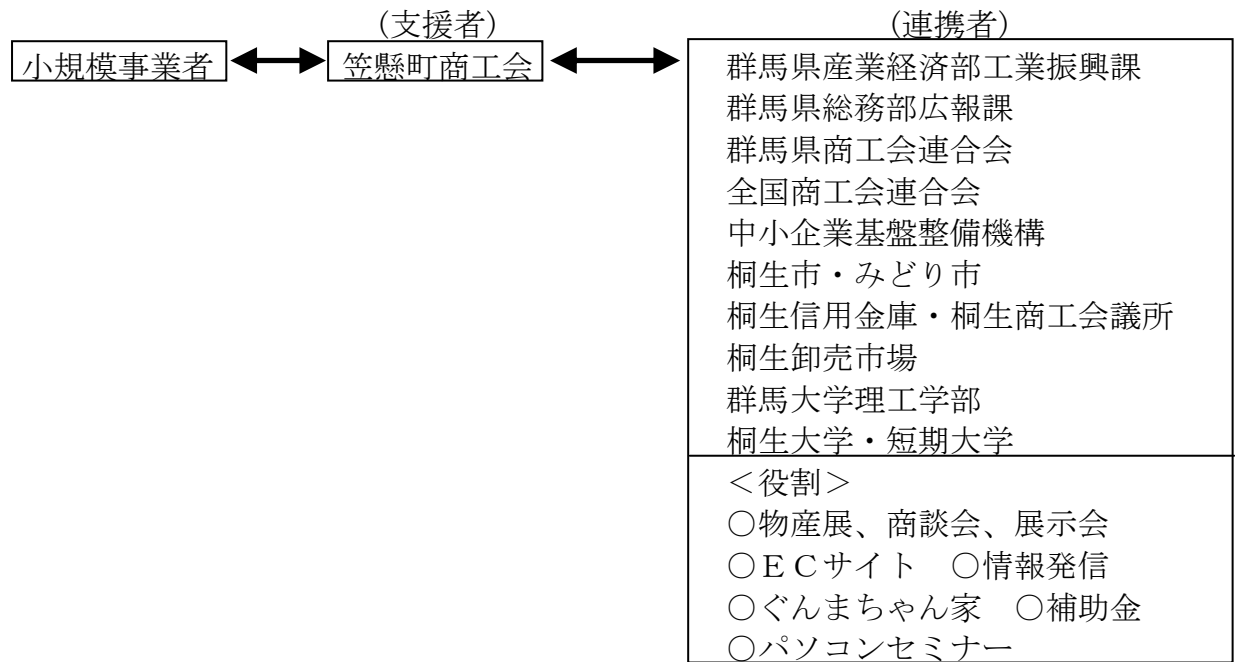 (支援者)
(連携者)
小規模事業者
笠懸町商工会
群馬県産業経済部工業振興課
群馬県総務部広報課
群馬県商工会連合会
全国商工会連合会
中小企業基盤整備機構
桐生市・みどり市
桐生信用金庫・桐生商工会議所
桐生卸売市場
群馬大学理工学部
桐生大学・短期大学
＜役割＞
○物産展、商談会、展示会
○ＥＣサイト　○情報発信
○ぐんまちゃん家　○補助金
○パソコンセミナー